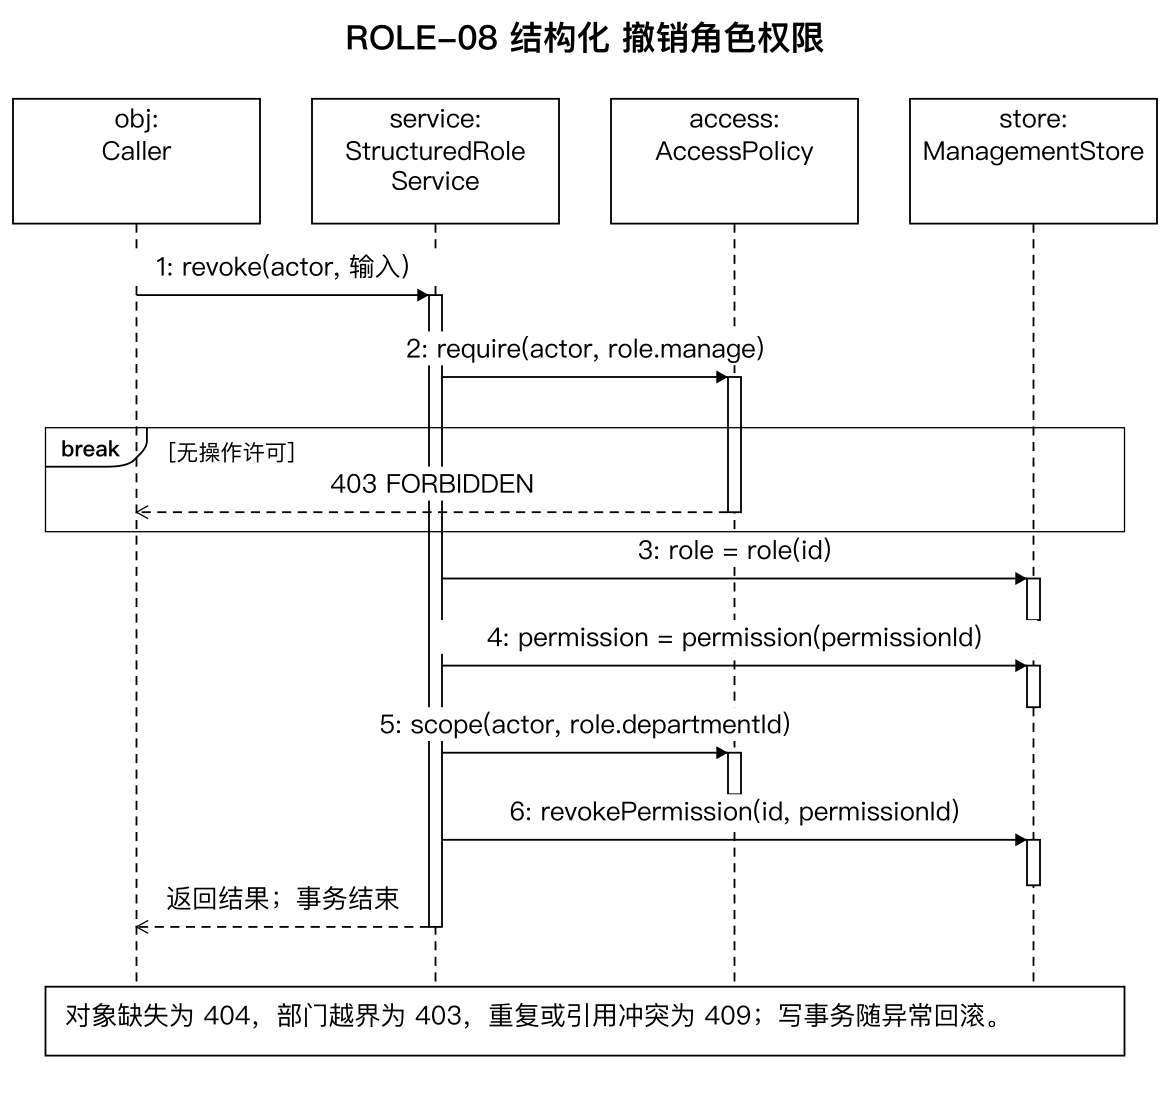 ROLE–08 结构化 撤销角色权限
obj:
Caller
service:
StructuredRole
Service
access:
AccessPolicy
store:
ManagementStore
1: revoke(actor, 输入)
2: require(actor, role.manage)
break
[无操作许可]
403 FORBIDDEN
3: role = role(id)
4: permission = permission(permissionId)
5: scope(actor, role.departmentId)
6: revokePermission(id, permissionId)
返回结果；事务结束
对象缺失为 404，部门越界为 403，重复或引用冲突为 409；写事务随异常回滚。